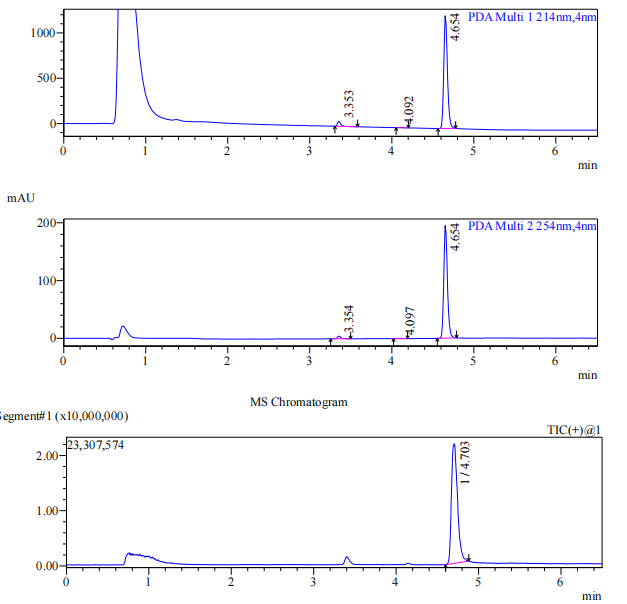 PDA Multi 1 214nm,4nm
1000
500
0
3.353
4.092
4.654
0 1 2 3 4 5 6
min
mAU
PDA Multi 2 254nm,4nm
200
100
0
3.354
4.097
4.654
0 1 2 3 4 5 6
min
MS Chromatogram
Segment#1 (x10,000,000)
TIC(+)@1
23,307,574
2.00
1.00
0.00
1 / 4.703
0 1 2 3 4 5 6
min